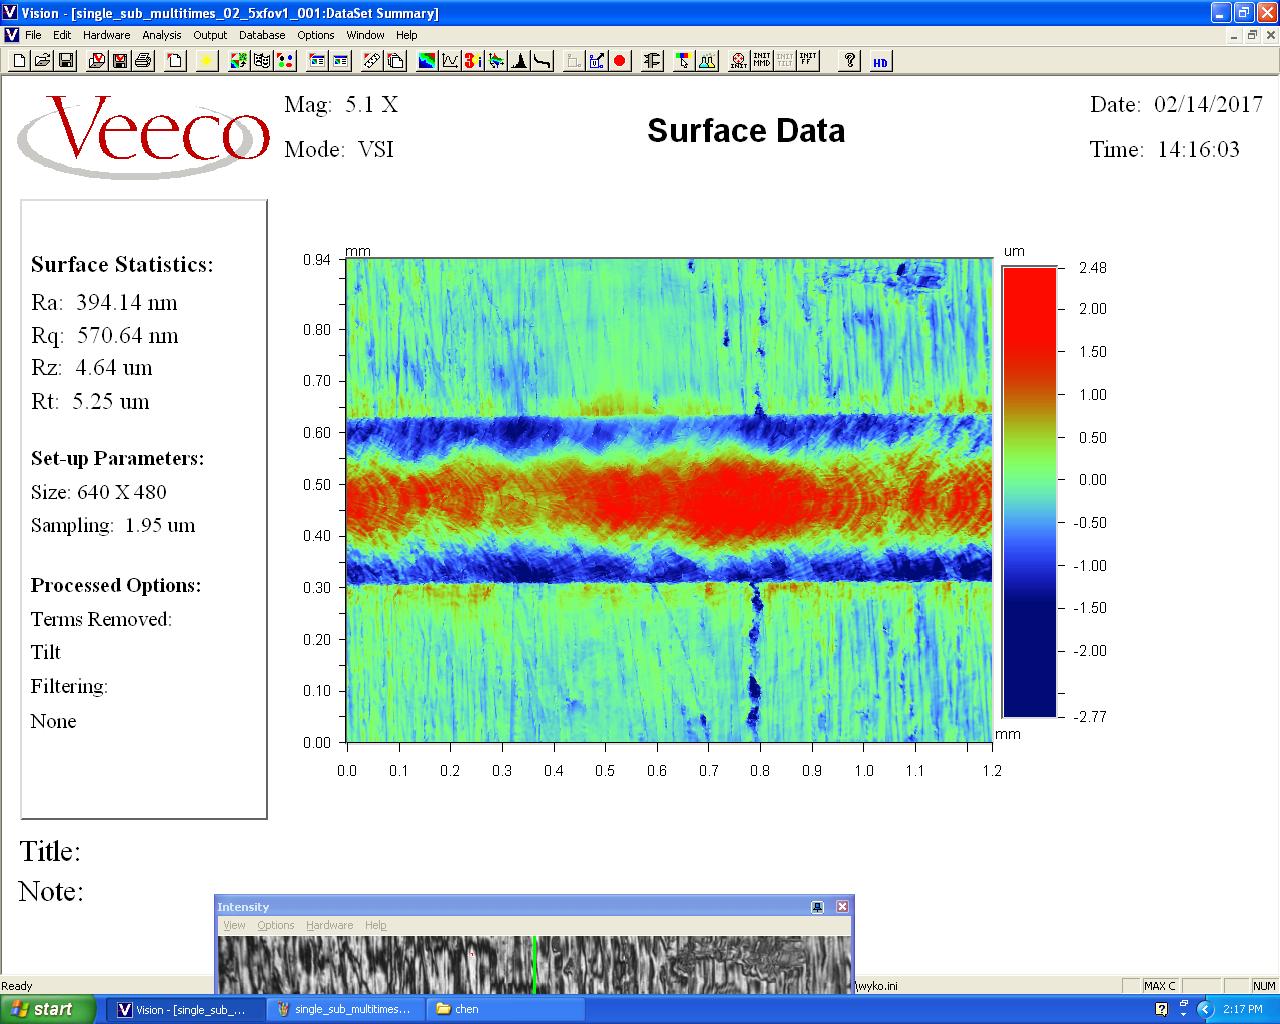 Vision - [single_sub_multitimes_02_5xfov1_001:DataSet Summary]
File Edit Hardware Analysis Output Database Options Window Help
INIT INIT MMD INIT TILT INIT FF ? HD
Veeco
Mag: 5.1 X
Mode: VSI
Surface Data
Date: 02/14/2017
Time: 14:16:03
Surface Statistics:
Ra: 394.14 nm
Rq: 570.64 nm
Rz: 4.64 um
Rt: 5.25 um
Set-up Parameters:
Size: 640 X 480
Sampling: 1.95 um
Processed Options:
Terms Removed:
Tilt
Filtering:
None
mm
0.94
0.80
0.70
0.60
0.50
0.40
0.30
0.20
0.10
0.00
0.0 0.1 0.2 0.3 0.4 0.5 0.6 0.7 0.8 0.9 1.0 1.1 1.2
mm
um
2.48
2.00
1.50
1.00
0.50
0.00
-0.50
-1.00
-1.50
-2.00
-2.77
Title:
Note:
Intensity
View Options Hardware Help
Ready
\wyko.ini
MAX C
NUM
start
Vision - [single_sub_...
single_sub_multitimes...
chen
2:17 PM